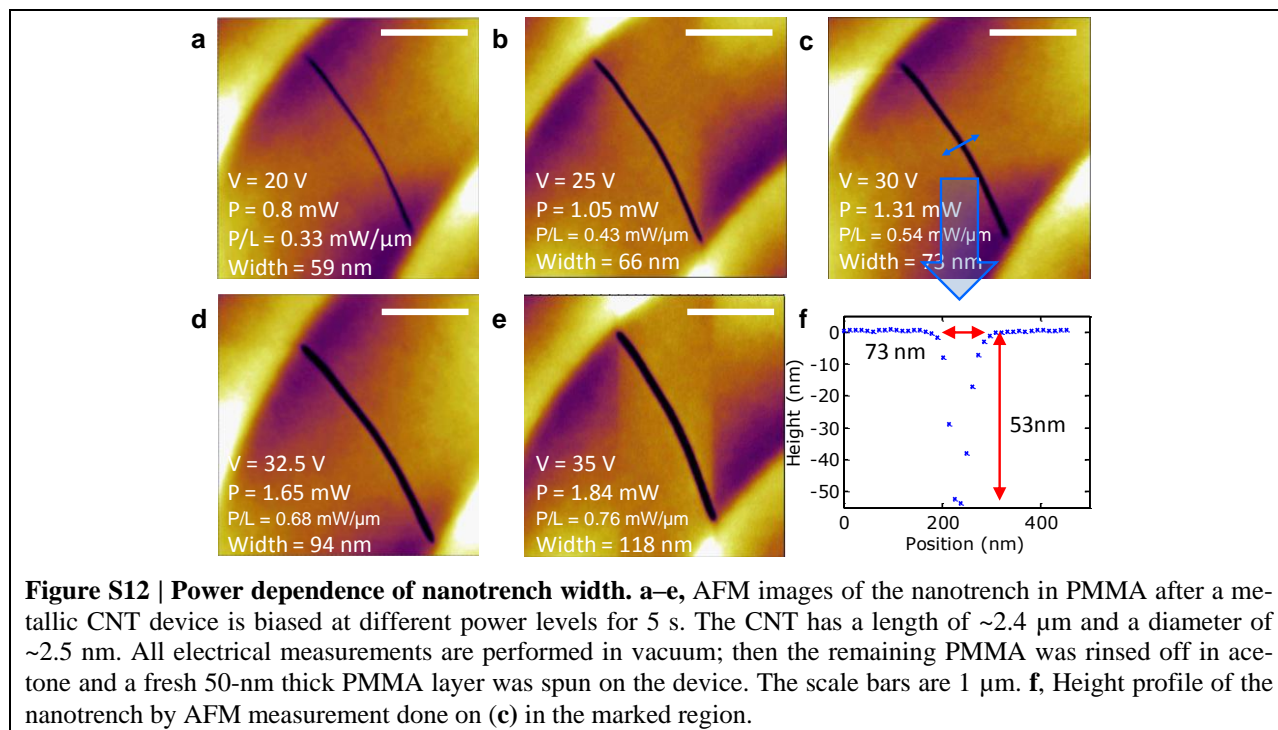 a
V = 20 V
P = 0.8 mW
P/L = 0.33 mW/μm
Width = 59 nm
b
V = 25 V
P = 1.05 mW
P/L = 0.43 mW/μm
Width = 66 nm
c
V = 30 V
P = 1.31 mW
P/L = 0.54 mW/μm
Width = 73 nm
d
V = 32.5 V
P = 1.65 mW
P/L = 0.68 mW/μm
Width = 94 nm
e
V = 35 V
P = 1.84 mW
P/L = 0.76 mW/μm
Width = 118 nm
f
0
-10
-20
-30
-40
-50
Height (nm)
73 nm
53nm
0
200
400
Position (nm)
Figure S12 | Power dependence of nanotrench width. a–e, AFM images of the nanotrench in PMMA after a me-
tallic CNT device is biased at different power levels for 5 s. The CNT has a length of ~2.4 μm and a diameter of
~2.5 nm. All electrical measurements are performed in vacuum; then the remaining PMMA was rinsed off in ace-
tone and a fresh 50-nm thick PMMA layer was spun on the device. The scale bars are 1 μm. f, Height profile of the
nanotrench by AFM measurement done on (c) in the marked region.